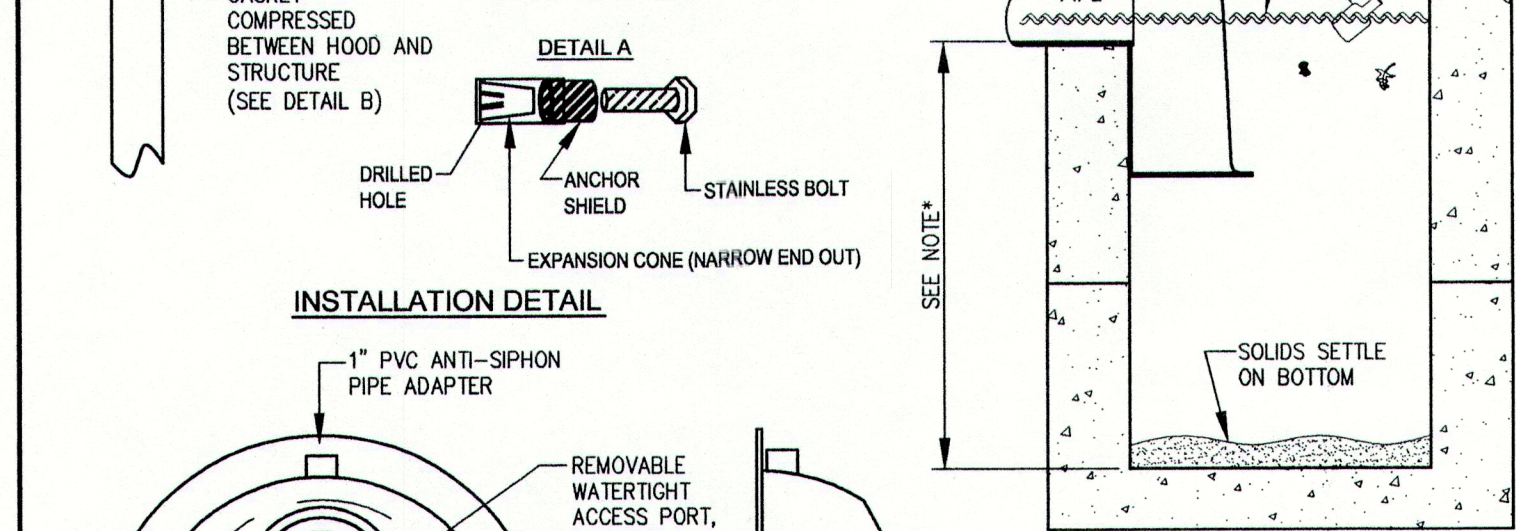 COMPRESSED
BETWEEN HOOD AND
STRUCTURE
(SEE DETAIL B)
DETAIL A
DRILLED
HOLE
ANCHOR
SHIELD
STAINLESS BOLT
EXPANSION CONE (NARROW END OUT)
INSTALLATION DETAIL
1" PVC ANTI-SIPHON
PIPE ADAPTER
REMOVABLE
WATERTIGHT
ACCESS PORT,
SEE NOTE*
SOLIDS SETTLE
ON BOTTOM